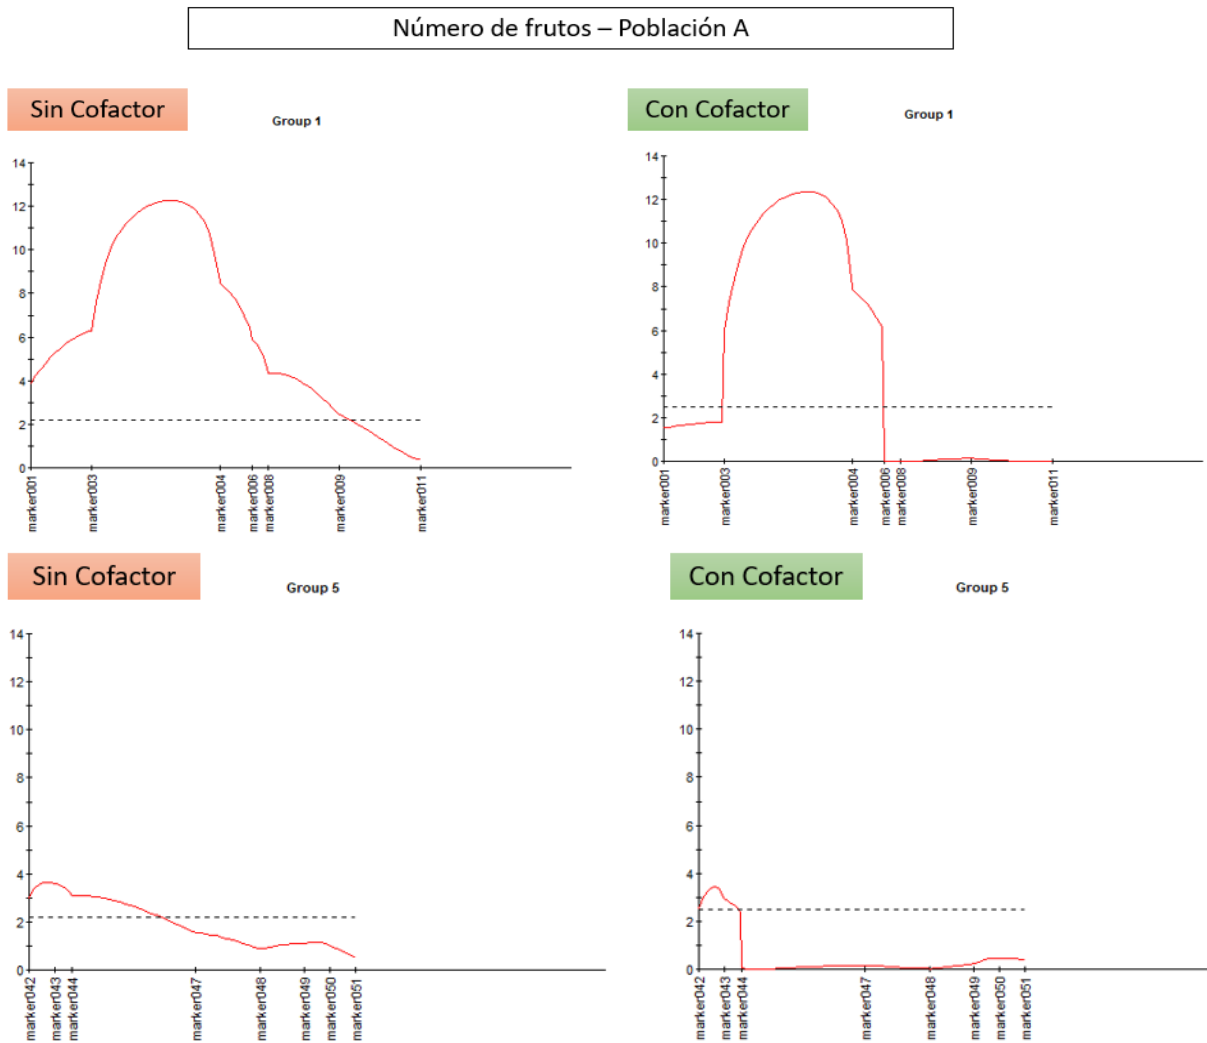 Número de frutos – Población A
Sin Cofactor
Group 1
14
12
10
8
6
4
2
0
marker001
marker003
marker004
marker006
marker008
marker009
marker011
Con Cofactor
Group 1
14
12
10
8
6
4
2
0
marker001
marker003
marker004
marker006
marker008
marker009
marker011
Sin Cofactor
Group 5
14
12
10
8
6
4
2
0
marker042
marker043
marker044
marker047
marker048
marker049
marker050
marker051
Con Cofactor
Group 5
14
12
10
8
6
4
2
0
marker042
marker043
marker044
marker047
marker048
marker049
marker050
marker051